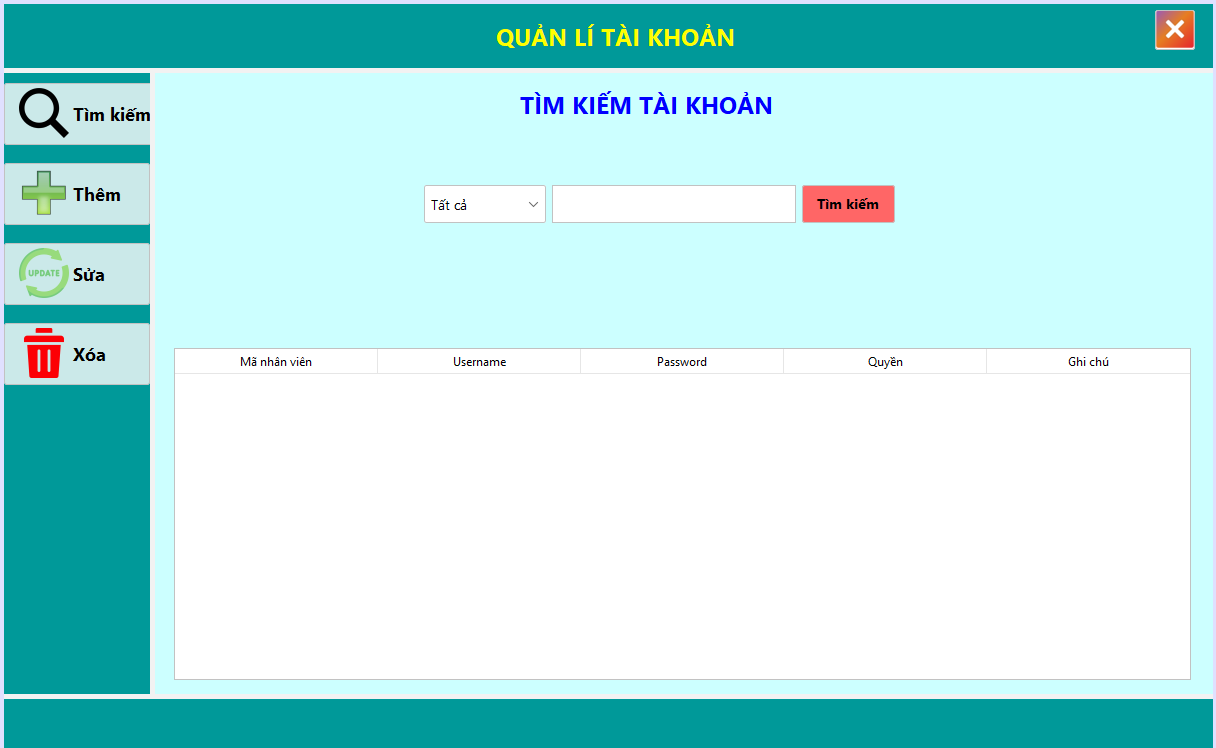 QUẢN LÍ TÀI KHOẢN
Tìm kiếm
Thêm
UPDATE
Sửa
Xóa
TÌM KIẾM TÀI KHOẢN
Tất cả
Tìm kiếm
Mã nhân viên Username Password Quyền Ghi chú